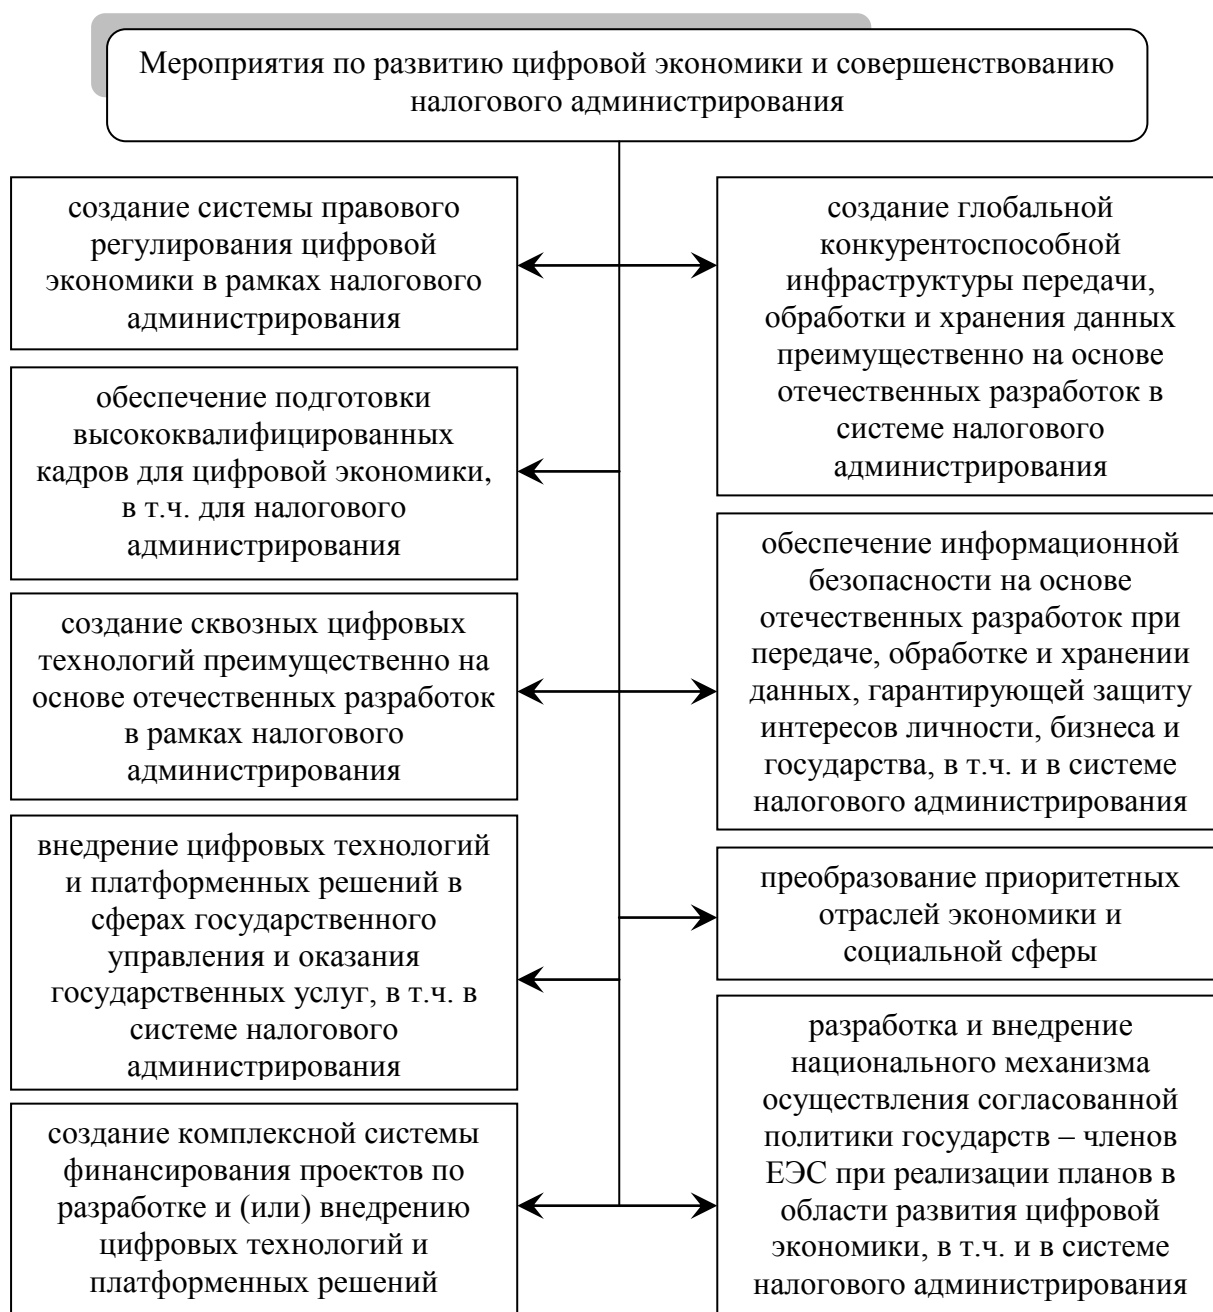 Мероприятия по развитию цифровой экономики и совершенствованию
налогового администрирования
создание системы правового
регулирования цифровой
экономики в рамках налогового
администрирования
обеспечение подготовки
высококвалифицированных
кадров для цифровой экономики,
в т.ч. для налогового
администрирования
создание сквозных цифровых
технологий преимущественно на
основе отечественных разработок
в рамках налогового
администрирования
внедрение цифровых технологий
и платформенных решений в
сферах государственного
управления и оказания
государственных услуг, в т.ч. в
системе налогового
администрирования
создание комплексной системы
финансирования проектов по
разработке и (или) внедрению
цифровых технологий и
платформенных решений
создание глобальной
конкурентоспособной
инфраструктуры передачи,
обработки и хранения данных
преимущественно на основе
отечественных разработок в
системе налогового
администрирования
обеспечение информационной
безопасности на основе
отечественных разработок при
передаче, обработке и хранении
данных, гарантирующей защиту
интересов личности, бизнеса и
государства, в т.ч. и в системе
налогового администрирования
преобразование приоритетных
отраслей экономики и
социальной сферы
разработка и внедрение
национального механизма
осуществления согласованной
политики государств – членов
ЕЭС при реализации планов в
области развития цифровой
экономики, в т.ч. и в системе
налогового администрирования